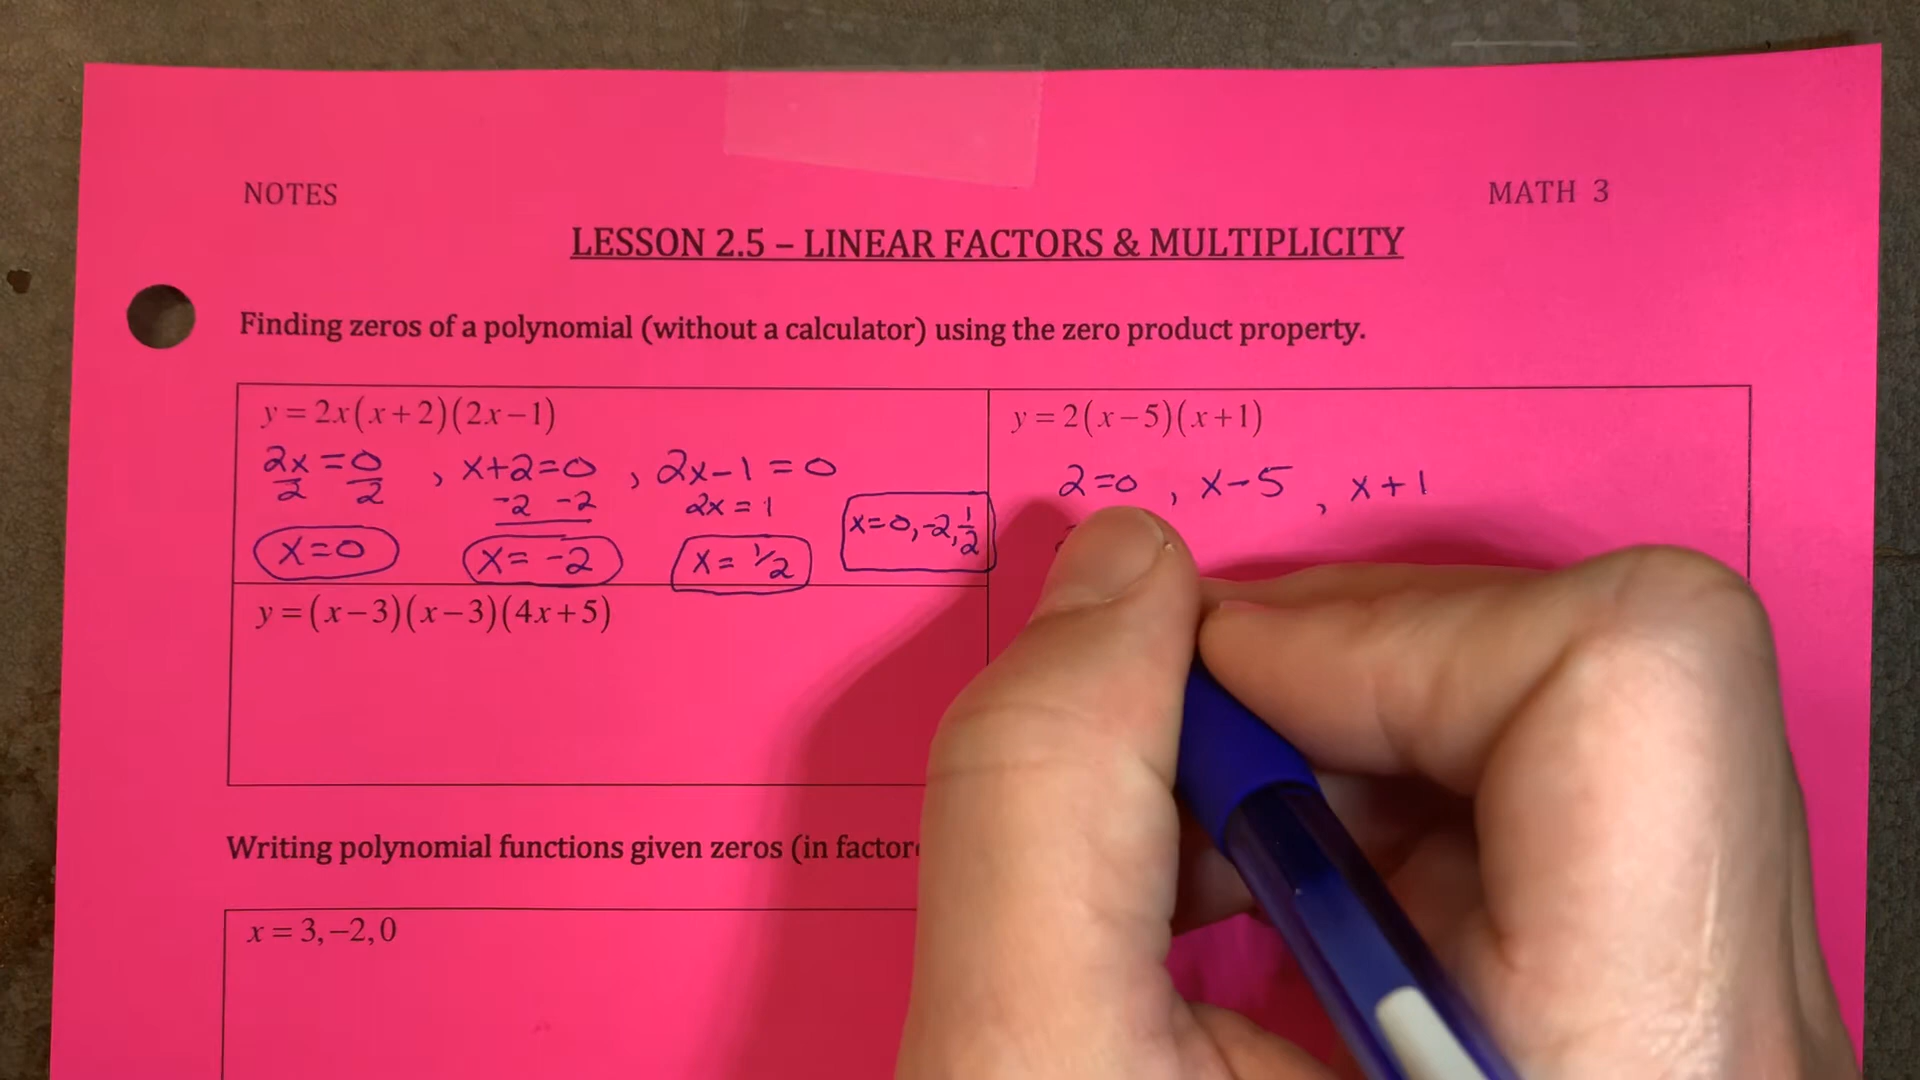 NOTES
MATH 3
LESSON 2.5 – LINEAR FACTORS & MULTIPLICITY
Finding zeros of a polynomial (without a calculator) using the zero product property.
y = 2x(x+2)(2x−1)
2x = 0 , x+2=0 , 2x−1 = 0
2 2 −2 −2 2x = 1
x=0 x= −2 x= 1/2
x=0,−2,1/2
y = 2(x−5)(x+1)
2=0 , x−5 , x+1
y = (x−3)(x−3)(4x+5)
Writing polynomial functions given zeros (in
x = 3,−2,0